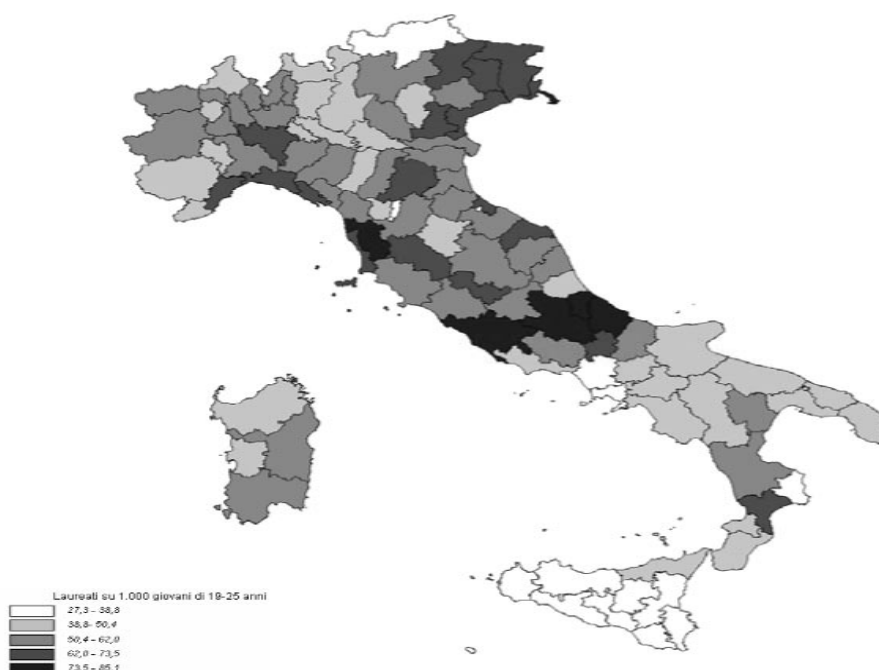 Laureati su 1.000 giovani di 19-25 anni
27,3 - 38,8
38,8- 50,4
50,4 - 62,0
62,0 - 73,5
73,5 - 85,1